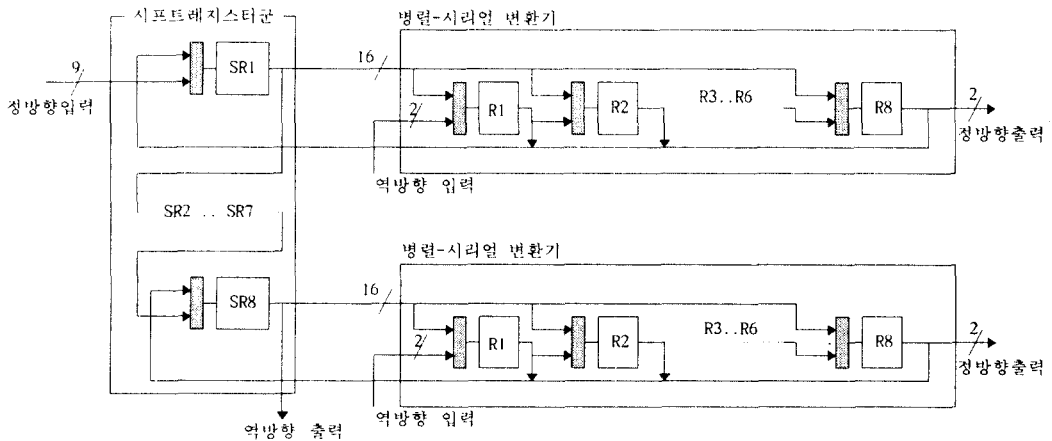 시프트레지스터군
병렬-시리얼 변환기
9
정방향입력
SR1
16
2
R1
R2
R3..R6
R8
2
정방향출력
역방향 입력
SR2 .. SR7
병렬-시리얼 변환기
SR8
16
2
R1
R2
R3..R6
R8
2
정방향출력
역방향 입력
역방향 출력